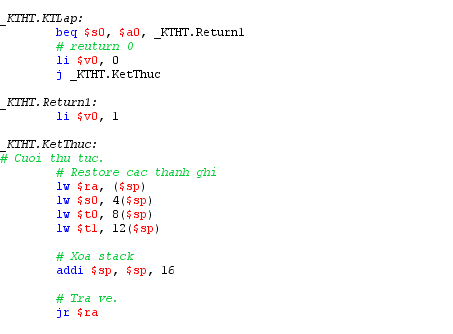 _KTHT.KTLap:
beq $s0, $a0, _KTHT.Return1
# reuturn 0
li $v0, 0
j _KTHT.KetThuc
_KTHT.Return1:
li $v0, 1
_KTHT.KetThuc:
# Cuoi thu tuc.
# Restore cac thanh ghi
lw $ra, ($sp)
lw $s0, 4($sp)
lw $t0, 8($sp)
lw $t1, 12($sp)
# Xoa stack
addi $sp, $sp, 16
# Tra ve.
jr $ra